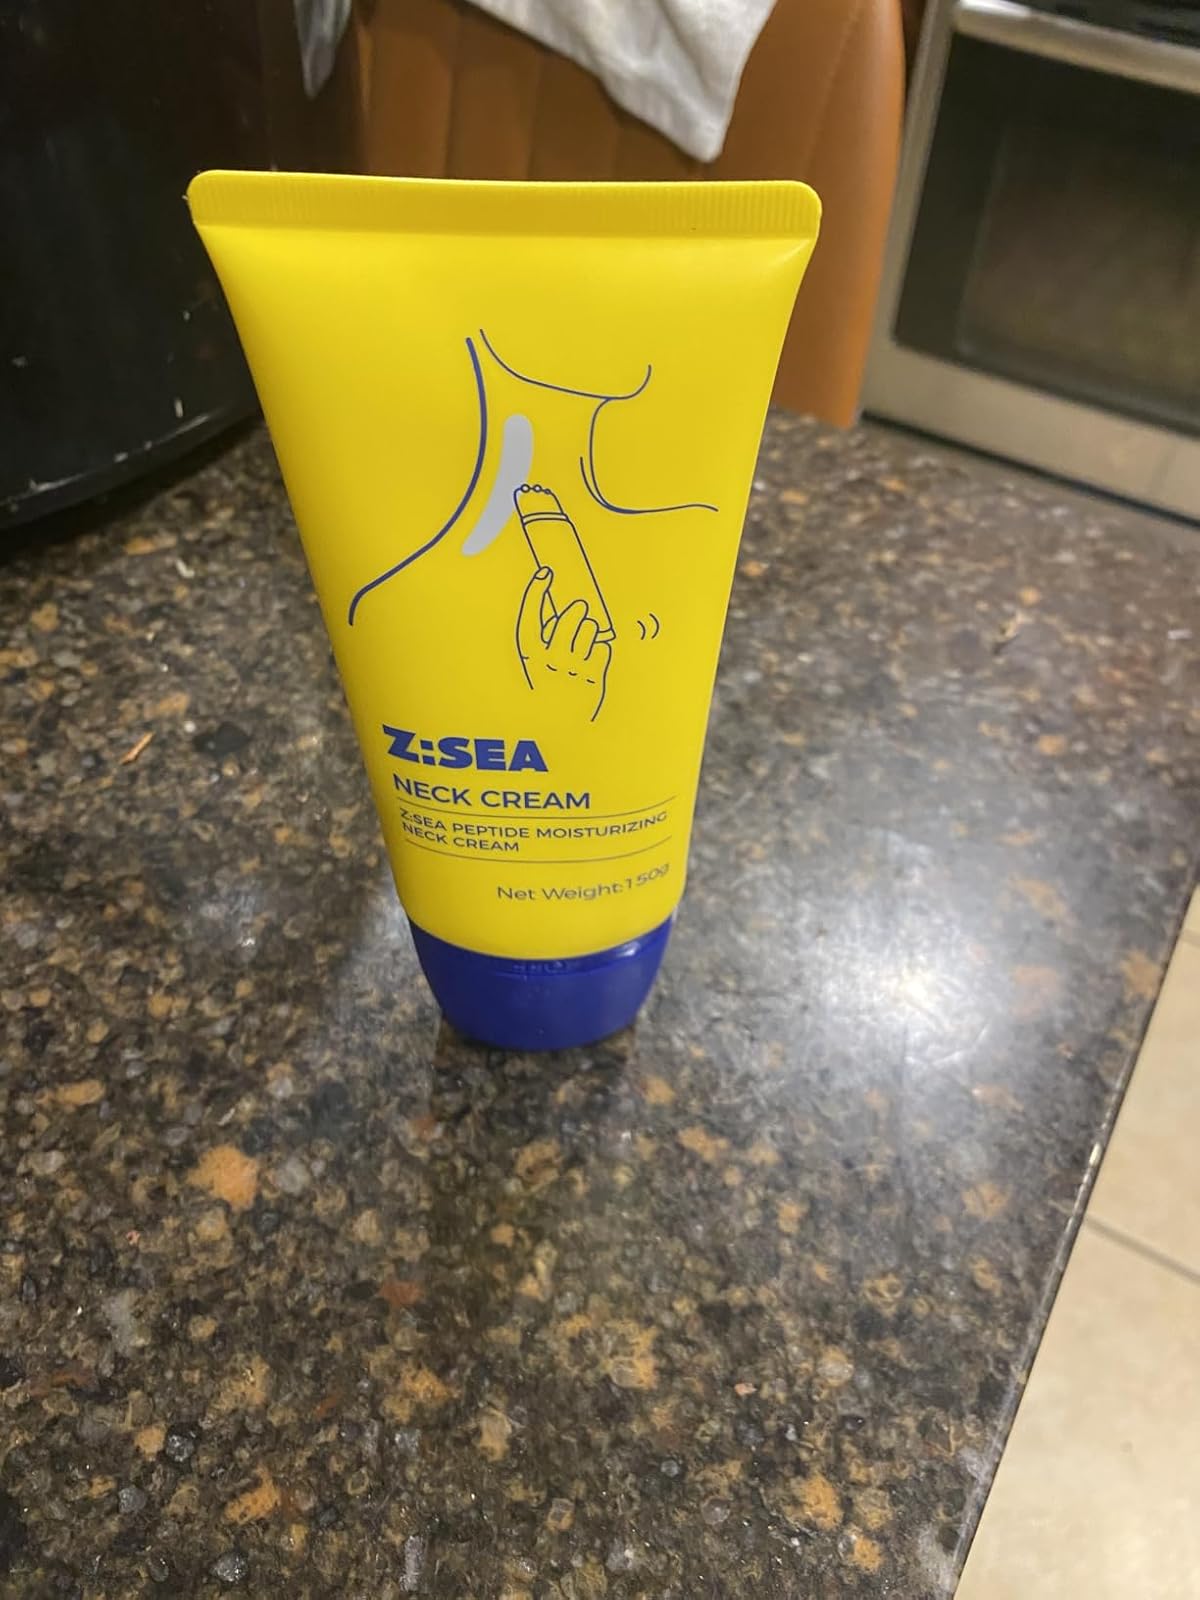 Z:SEA
NECK CREAM
Z:SEA PEPTIDE MOISTURIZING
NECK CREAM
Net Weight:150g